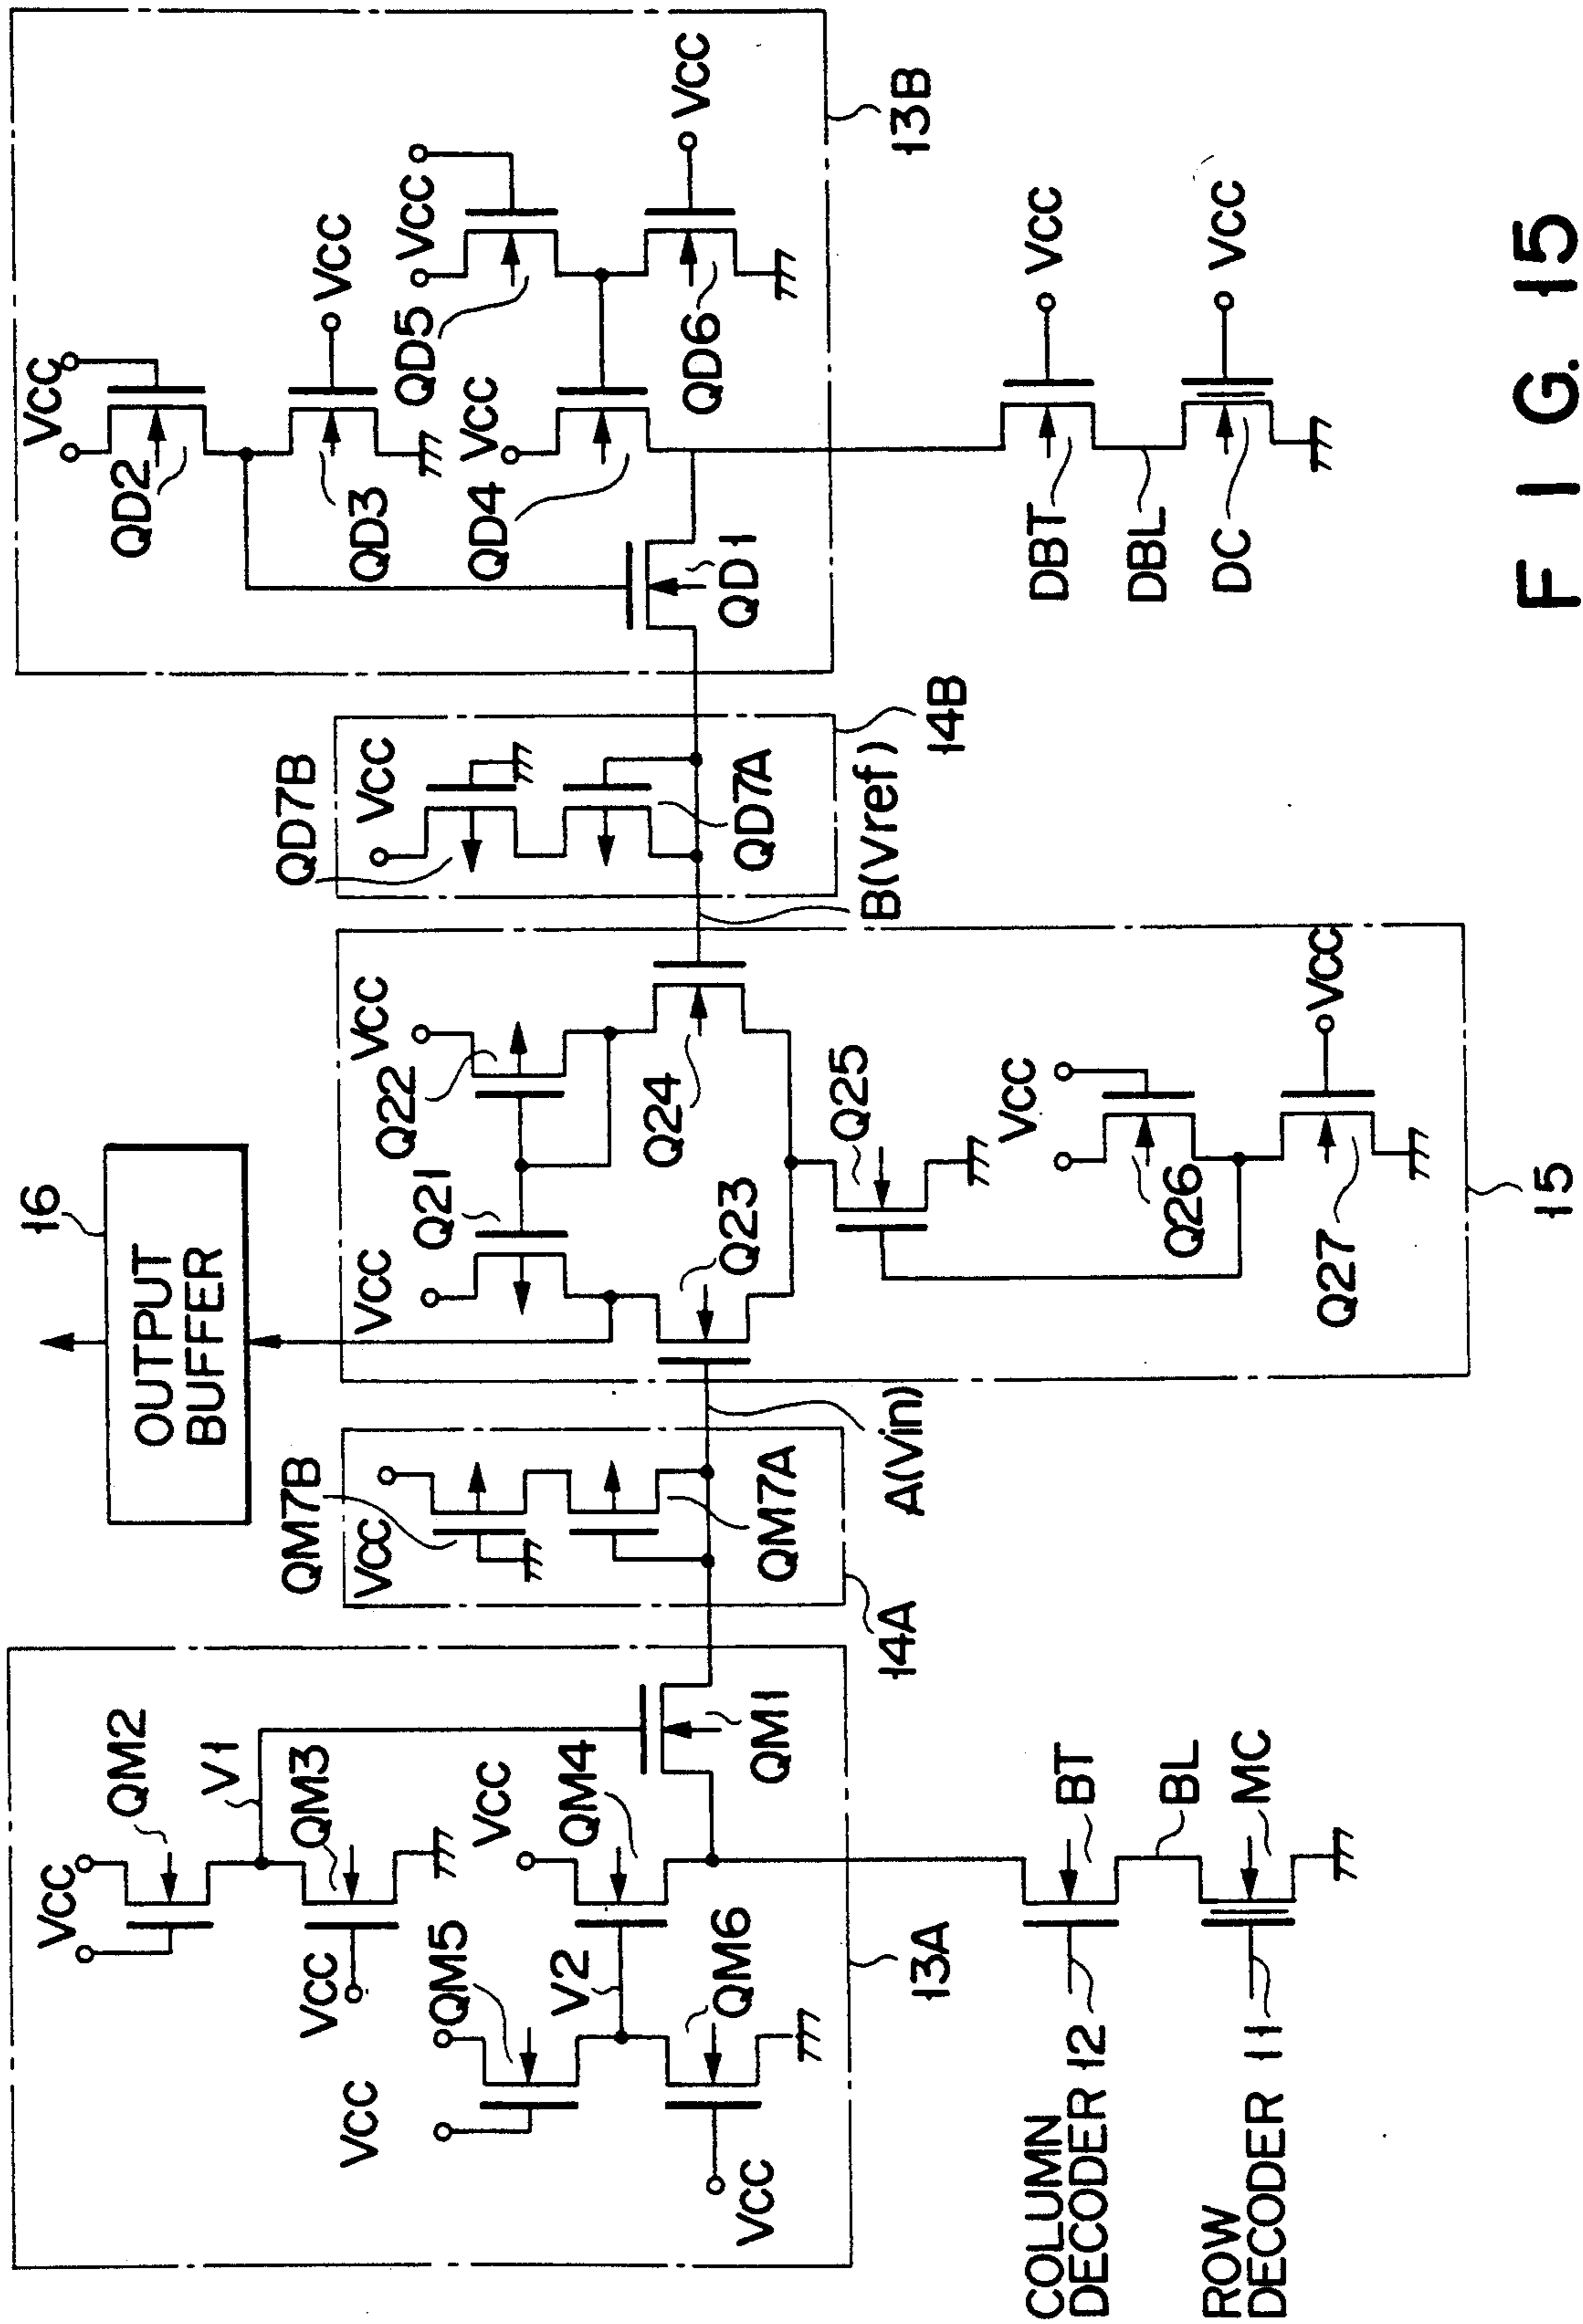 16
OUTPUT
BUFFER
13A
VCC
QM2
V1
QM3
VCC
QM5
VCC
V2
QM4
VCC
QM6
VCC
QM1
COLUMN
DECODER 12
BT
BL
ROW
DECODER 11
MC
14A
QM7B
VCC
QM7A
A(Vin)
15
VCC
Q21
Q22
VCC
Q23
Q24
Q25
VCC
Q26
Q27
VCC
14B
QD7B
VCC
QD7A
B(Vref)
13B
VCC
QD2
QD3
VCC
QD5
VCC
QD4
VCC
QD6
VCC
QD1
DBT
VCC
DBL
DC
VCC
FIG. 15